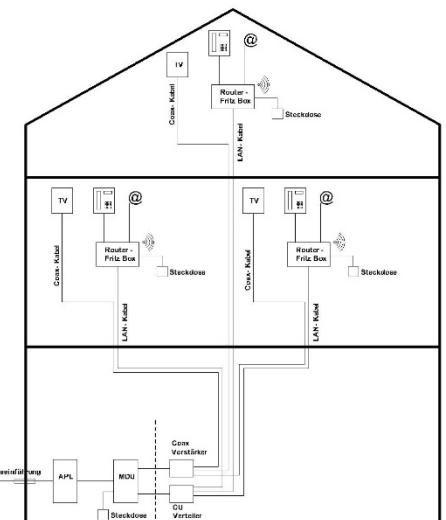 @
TV
Router -
Fritz Box
Coax- Kabel
Steckdose
LAN- Kabel
TV
@
TV
@
Router -
Fritz Box
Router -
Fritz Box
Coax- Kabel
Steckdose
Coax- Kabel
Steckdose
LAN- Kabel
LAN- Kabel
Coax
Verstärker
einführung
APL
MDU
Steckdose
CU
Verteiler